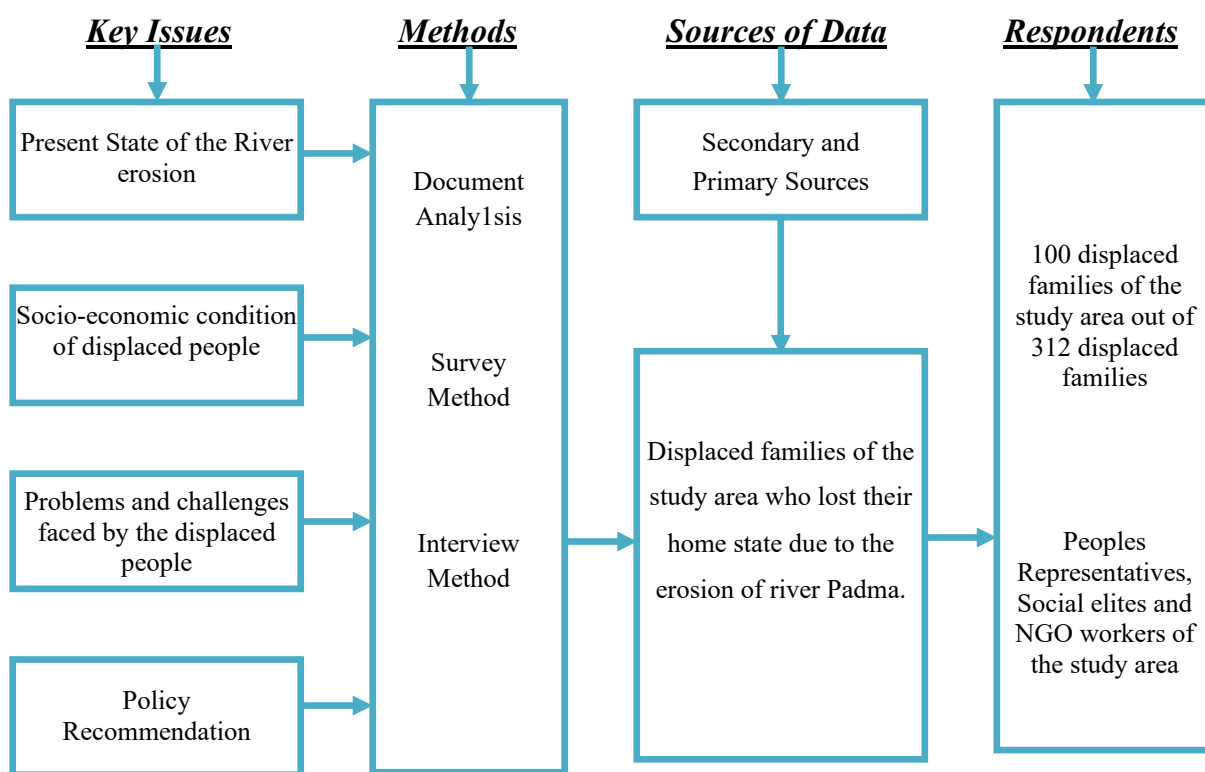 Key Issues
Methods
Sources of Data
Respondents
Present State of the River
erosion
Socio-economic condition
of displaced people
Problems and challenges
faced by the displaced
people
Policy
Recommendation
Document
Analy1sis
Survey
Method
Interview
Method
Secondary and
Primary Sources
Displaced families of the
study area who lost their
home state due to the
erosion of river Padma.
100 displaced
families of the
study area out of
312 displaced
families
Peoples
Representatives,
Social elites and
NGO workers of
the study area